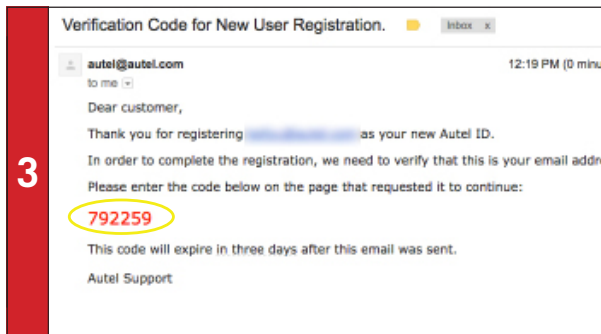 Verification Code for New User Registration.
Inbox x
autel@autel.com 12:19 PM (0 minu
to me
Dear customer,
Thank you for registering as your new Autel ID.
In order to complete the registration, we need to verify that this is your email addre
3
Please enter the code below on the page that requested it to continue:
792259
This code will expire in three days after this email was sent.
Autel Support